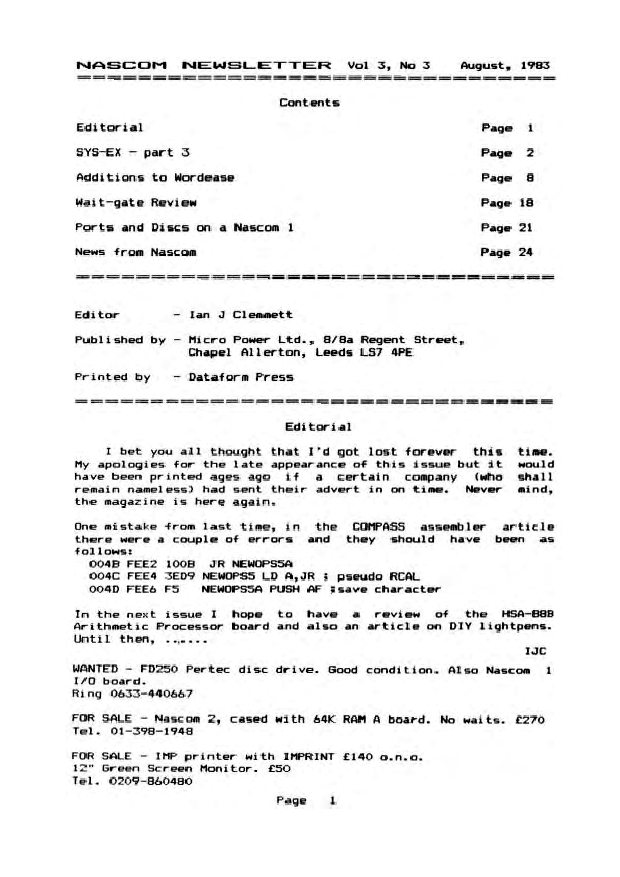 NASCOM NEWSLETTER Vol 3, No 3 August, 1983
Contents
Editorial Page 1
SYS-EX - part 3 Page 2
Additions to Wordease Page 8
Wait-gate Review Page 18
Ports and Discs on a Nascom 1 Page 21
News from Nascom Page 24
Editor - Ian J Clemmett
Published by - Micro Power Ltd., 8/8a Regent Street,
Chapel Allerton, Leeds LS7 4PE
Printed by - Dataform Press
Editorial
I bet you all thought that I'd got lost forever this time.
My apologies for the late appearance of this issue but it would
have been printed ages ago if a certain company (who shall
remain nameless) had sent their advert in on time. Never mind,
the magazine is here again.
One mistake from last time, in the COMPASS assembler article
there were a couple of errors and they should have been as
follows:
004B FEE2 100B JR NEWOPS5A
004C FEE4 3ED9 NEWOPS5 LD A,JR ; pseudo RCAL
004D FEE6 F5 NEWOPS5A PUSH AF ;save character
In the next issue I hope to have a review of the HSA-88B
Arithmetic Processor board and also an article on DIY lightpens.
Until then, .......
IJC
WANTED - FD250 Pertec disc drive. Good condition. Also Nascom 1
I/O board.
Ring 0633-440667
FOR SALE - Nascom 2, cased with 64K RAM A board. No waits. £270
Tel. 01-398-1948
FOR SALE - IMP printer with IMPRINT £140 o.n.o.
12" Green Screen Monitor. £50
Tel. 0209-860480
Page 1